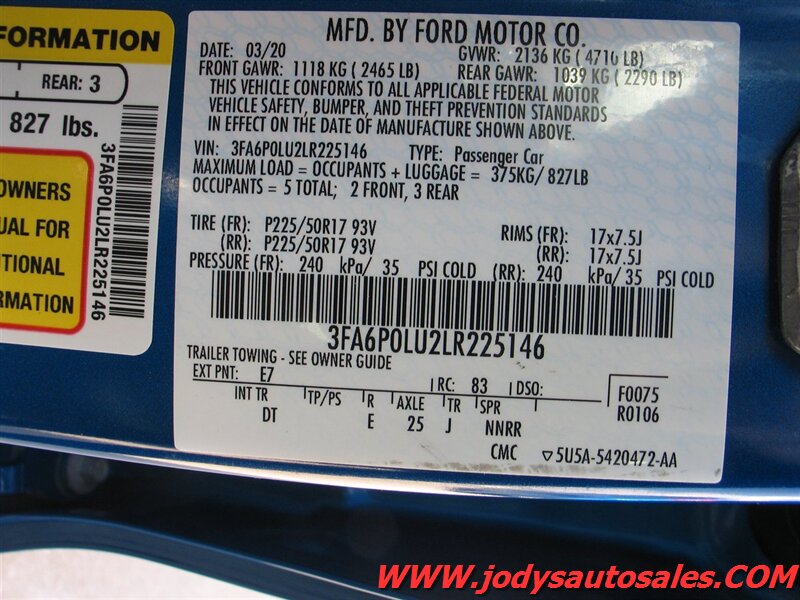 FORMATION
REAR: 3
827 lbs.
OWNERS
UAL FOR
ITIONAL
RMATION
3FA6P0LU2LR225146
MFD. BY FORD MOTOR CO.
DATE: 03/20 GVWR: 2136 KG ( 4710 LB)
FRONT GAWR: 1118 KG ( 2465 LB) REAR GAWR: 1039 KG ( 2290 LB)
THIS VEHICLE CONFORMS TO ALL APPLICABLE FEDERAL MOTOR
VEHICLE SAFETY, BUMPER, AND THEFT PREVENTION STANDARDS
IN EFFECT ON THE DATE OF MANUFACTURE SHOWN ABOVE.
VIN: 3FA6P0LU2LR225146 TYPE: Passenger Car
MAXIMUM LOAD = OCCUPANTS + LUGGAGE = 375KG/ 827LB
OCCUPANTS = 5 TOTAL; 2 FRONT, 3 REAR
TIRE (FR): P225/50R17 93V RIMS (FR): 17x7.5J
(RR): P225/50R17 93V (RR): 17x7.5J
PRESSURE (FR): 240 kPa/ 35 PSI COLD (RR): 240 kPa/ 35 PSI COLD
3FA6P0LU2LR225146
TRAILER TOWING - SEE OWNER GUIDE
EXT PNT: E7 RC: 83 DSO: F0075
INT TR TP/PS R AXLE TR SPR R0106
DT E 25 J NNRR
CMC ▽5U5A-5420472-AA
www.jodysautosales.com